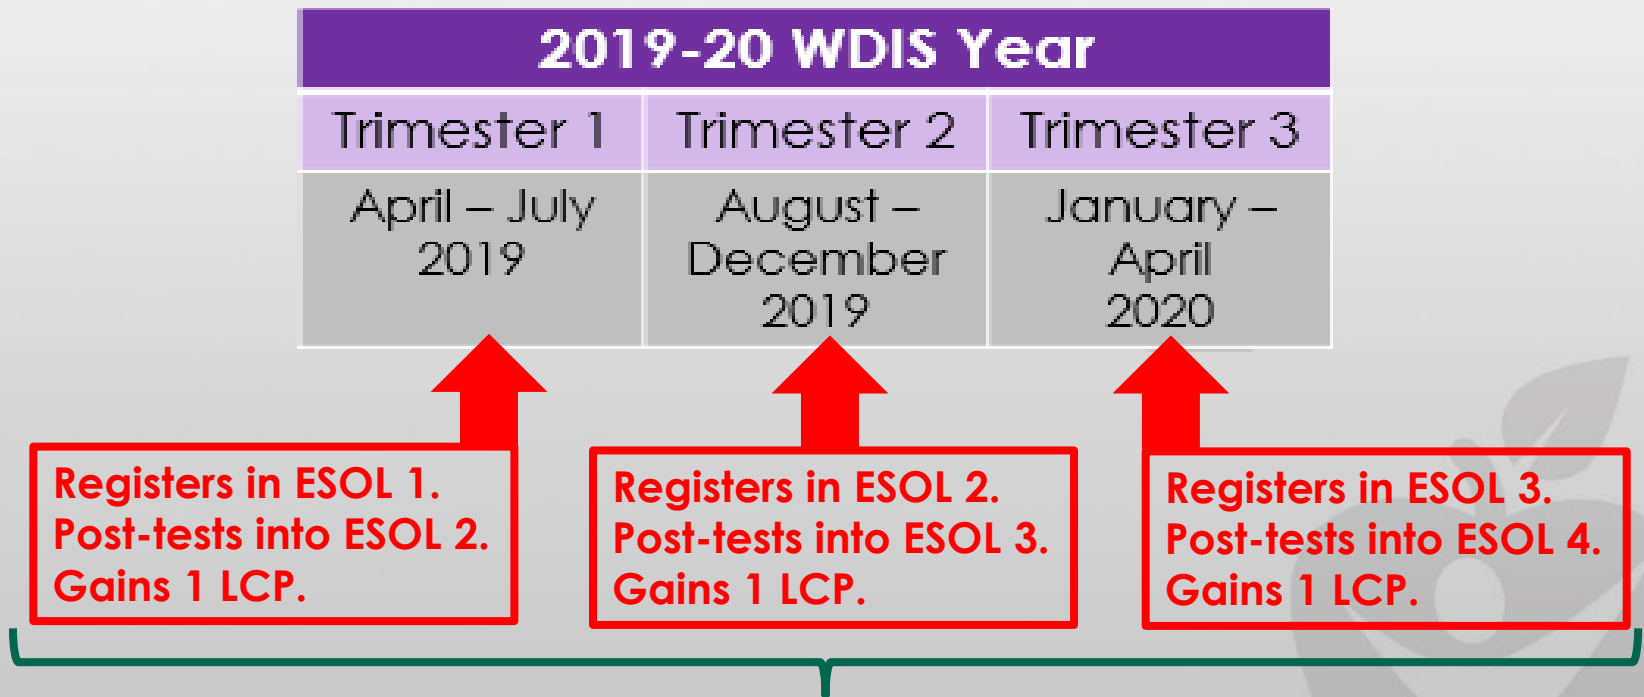 2019-20 WDIS Year
Trimester 1
Trimester 2
Trimester 3
April – July
2019
August –
December
2019
January –
April
2020
Registers in ESOL 1.
Post-tests into ESOL 2.
Gains 1 LCP.
Registers in ESOL 2.
Post-tests into ESOL 3.
Gains 1 LCP.
Registers in ESOL 3.
Post-tests into ESOL 4.
Gains 1 LCP.